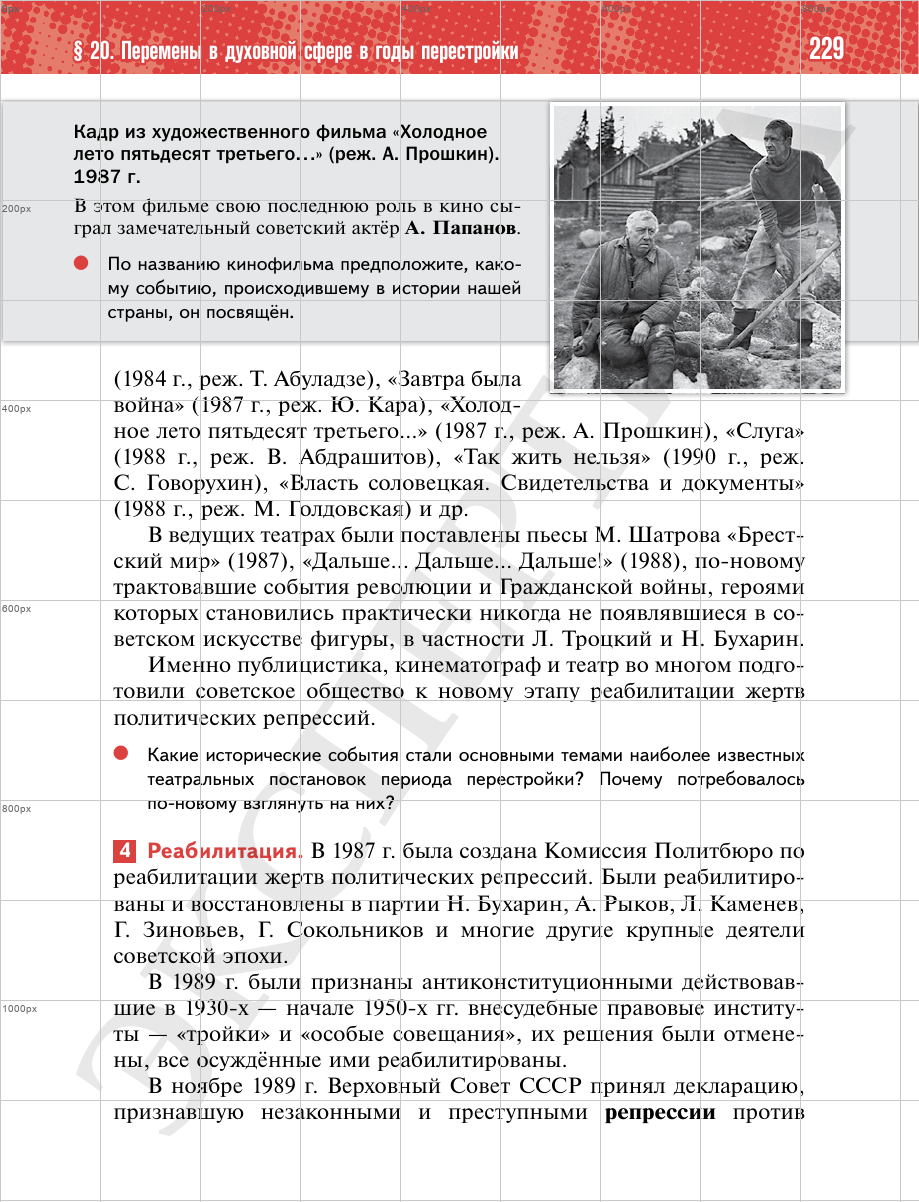 § 20. Перемены в духовной сфере в годы перестройки 229
Кадр из художественного фильма «Холодное
лето пятьдесят третьего...» (реж. А. Прошкин).
1987 г.
В этом фильме свою последнюю роль в кино сы-
грал замечательный советский актёр А. Папанов.
По названию кинофильма предположите, како-
му событию, происходившему в истории нашей
страны, он посвящён.
(1984 г., реж. Т. Абуладзе), «Завтра была
война» (1987 г., реж. Ю. Кара), «Холод-
ное лето пятьдесят третьего...» (1987 г., реж. А. Прошкин), «Слуга»
(1988 г., реж. В. Абдрашитов), «Так жить нельзя» (1990 г., реж.
С. Говорухин), «Власть соловецкая. Свидетельства и документы»
(1988 г., реж. М. Голдовская) и др.
В ведущих театрах были поставлены пьесы М. Шатрова «Брест-
ский мир» (1987), «Дальше... Дальше... Дальше!» (1988), по-новому
трактовавшие события революции и Гражданской войны, героями
которых становились практически никогда не появлявшиеся в со-
ветском искусстве фигуры, в частности Л. Троцкий и Н. Бухарин.
Именно публицистика, кинематограф и театр во многом подго-
товили советское общество к новому этапу реабилитации жертв
политических репрессий.
Какие исторические события стали основными темами наиболее известных
театральных постановок периода перестройки? Почему потребовалось
по-новому взглянуть на них?
4 Реабилитация. В 1987 г. была создана Комиссия Политбюро по
реабилитации жертв политических репрессий. Были реабилитиро-
ваны и восстановлены в партии Н. Бухарин, А. Рыков, Л. Каменев,
Г. Зиновьев, Г. Сокольников и многие другие крупные деятели
советской эпохи.
В 1989 г. были признаны антиконституционными действовав-
шие в 1930-х — начале 1950-х гг. внесудебные правовые институ-
ты — «тройки» и «особые совещания», их решения были отмене-
ны, все осуждённые ими реабилитированы.
В ноябре 1989 г. Верховный Совет СССР принял декларацию,
признавшую незаконными и преступными репрессии против
200px
400px
600px
800px
1000px